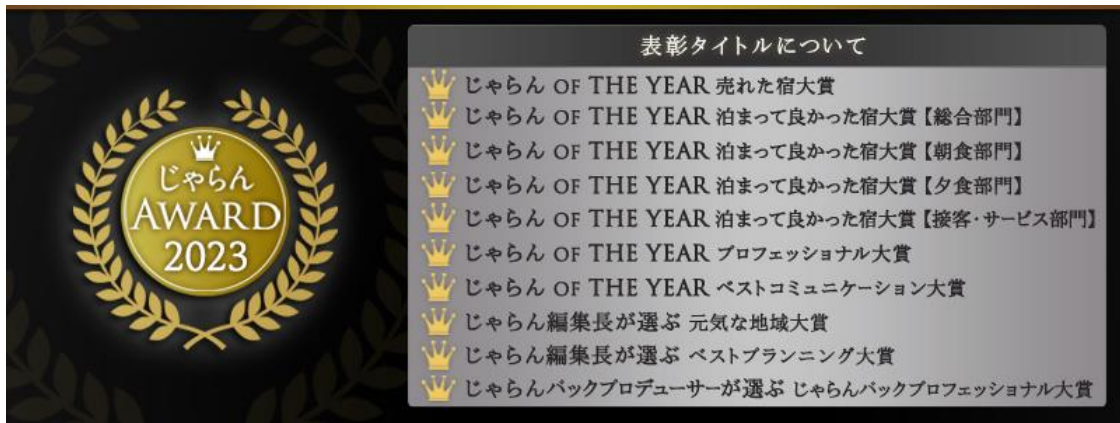 じゃらん
AWARD
2023
表彰タイトルについて
じゃらん OF THE YEAR 売れた宿大賞
じゃらん OF THE YEAR 泊まって良かった宿大賞【総合部門】
じゃらん OF THE YEAR 泊まって良かった宿大賞【朝食部門】
じゃらん OF THE YEAR 泊まって良かった宿大賞【夕食部門】
じゃらん OF THE YEAR 泊まって良かった宿大賞【接客・サービス部門】
じゃらん OF THE YEAR プロフェッショナル大賞
じゃらん OF THE YEAR ベストコミュニケーション大賞
じゃらん編集長が選ぶ 元気な地域大賞
じゃらん編集長が選ぶ ベストプランニング大賞
じゃらんパックプロデューサーが選ぶ じゃらんパックプロフェッショナル大賞